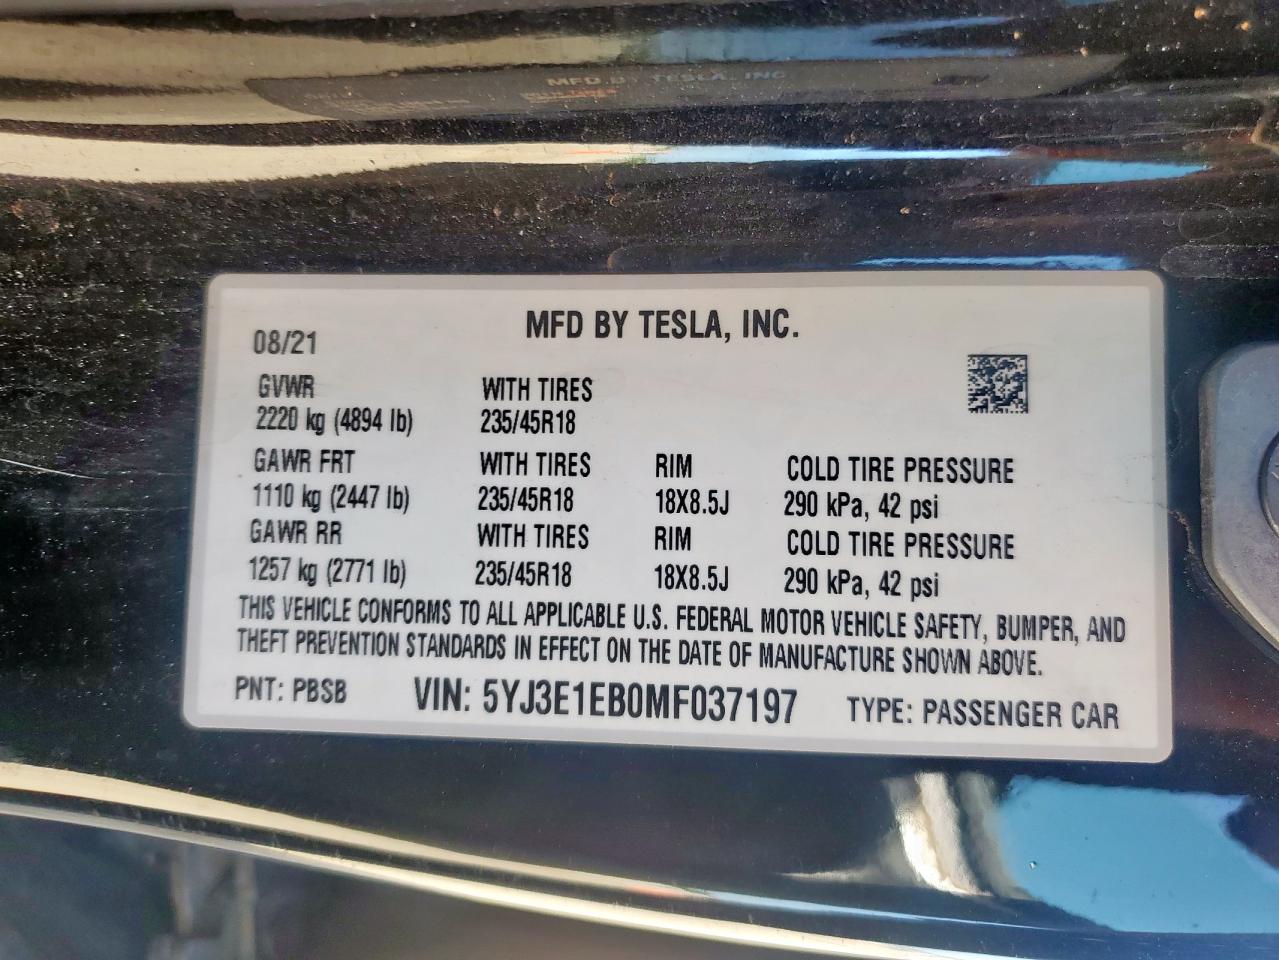 MFD BY TESLA, INC
MFD BY TESLA, INC.
08/21
GVWR WITH TIRES
2220 kg (4894 lb) 235/45R18
GAWR FRT WITH TIRES RIM COLD TIRE PRESSURE
1110 kg (2447 lb) 235/45R18 18X8.5J 290 kPa, 42 psi
GAWR RR WITH TIRES RIM COLD TIRE PRESSURE
1257 kg (2771 lb) 235/45R18 18X8.5J 290 kPa, 42 psi
THIS VEHICLE CONFORMS TO ALL APPLICABLE U.S. FEDERAL MOTOR VEHICLE SAFETY, BUMPER, AND
THEFT PREVENTION STANDARDS IN EFFECT ON THE DATE OF MANUFACTURE SHOWN ABOVE.
PNT: PBSB VIN: 5YJ3E1EB0MF037197 TYPE: PASSENGER CAR